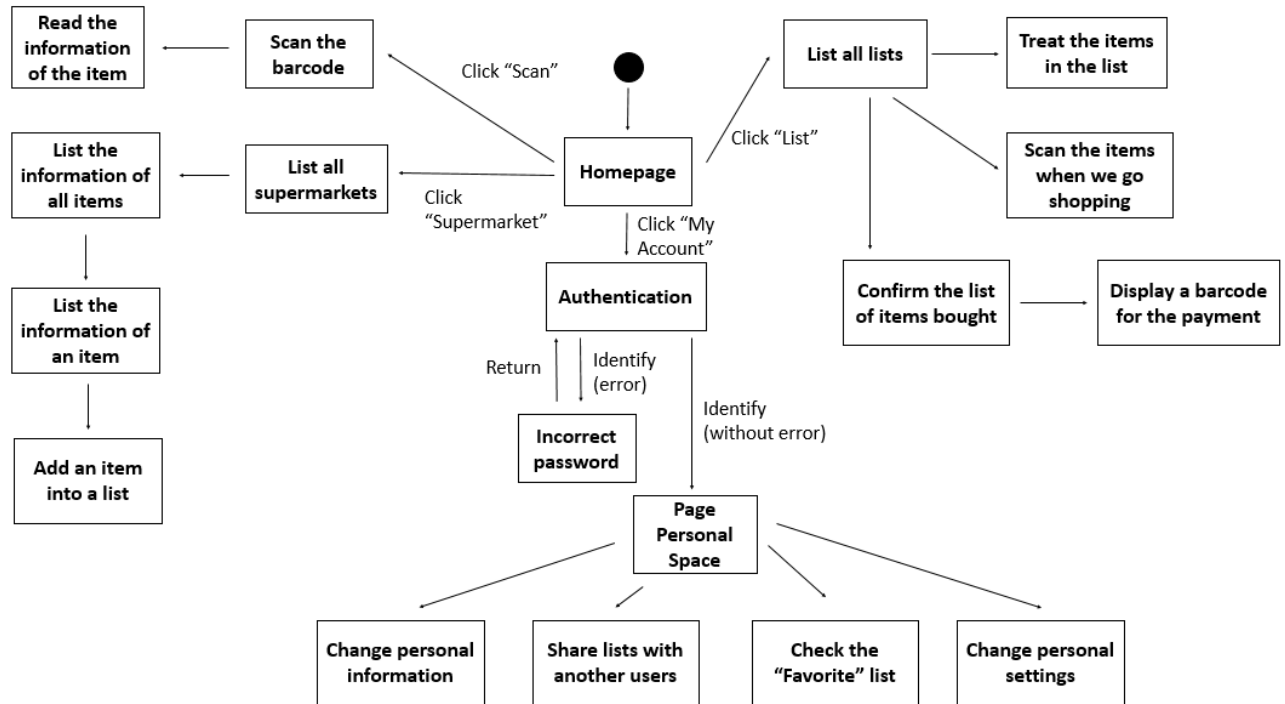 Read the
information
of the item
Scan the
barcode
Click “Scan”
List all lists
Treat the items
in the list
Click “List”
List the
information of
all items
List all
supermarkets
Click
“Supermarket”
Homepage
Scan the items
when we go
shopping
Click “My
Account”
List the
information of
an item
Authentication
Confirm the list
of items bought
Display a barcode
for the payment
Return
Identify
(error)
Identify
(without error)
Add an item
into a list
Incorrect
password
Page
Personal
Space
Change personal
information
Share lists with
another users
Check the
“Favorite” list
Change personal
settings